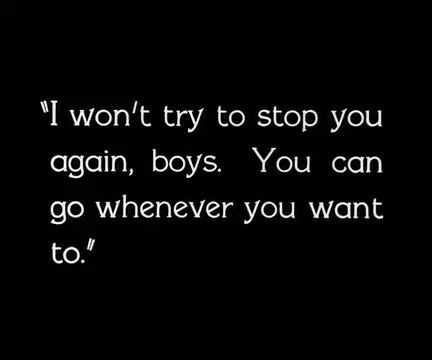 "I won't try to stop you
again, boys.  You can
go whenever you want
to."